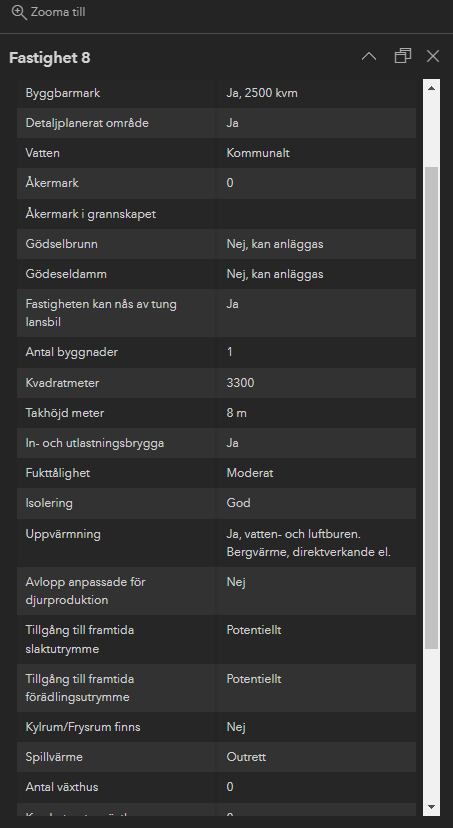 Zooma till
Fastighet 8
Byggbarmark Ja, 2500 kvm
Detaljplanerat område Ja
Vatten Kommunalt
Åkermark 0
Åkermark i grannskapet
Gödselbrunn Nej, kan anläggas
Gödeseldamm Nej, kan anläggas
Fastigheten kan nås av tung Ja
lansbil
Antal byggnader 1
Kvadratmeter 3300
Takhöjd meter 8 m
In- och utlastningsbrygga Ja
Fukttålighet Moderat
Isolering God
Uppvärmning Ja, vatten- och luftburen.
Bergvärme, direktverkande el.
Avlopp anpassade för Nej
djurproduktion
Tillgång till framtida Potentiellt
slaktutrymme
Tillgång till framtida Potentiellt
förädlingsutrymme
Kylrum/Frysrum finns Nej
Spillvärme Outrett
Antal växthus 0